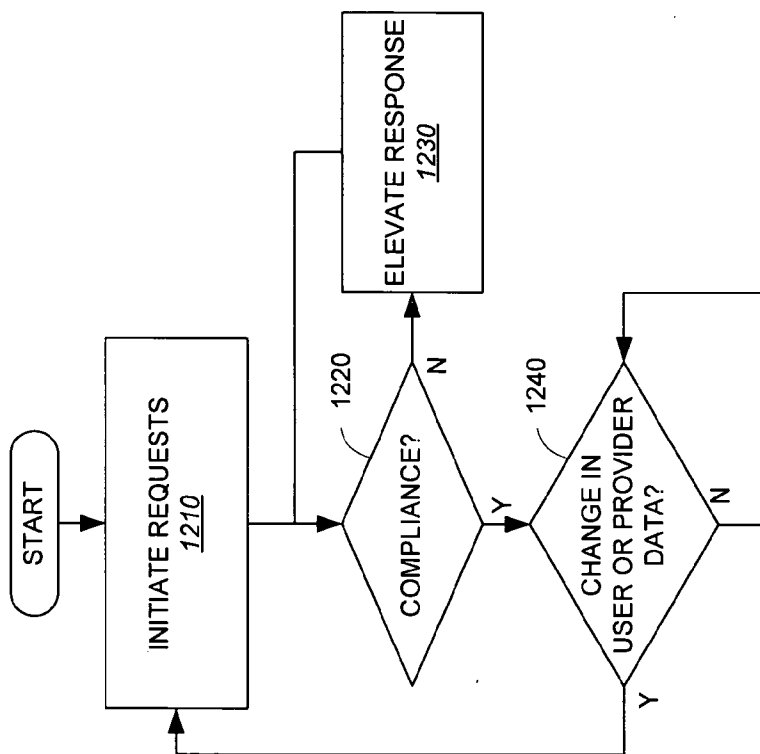 START
INITIATE REQUESTS
1210
COMPLIANCE?
1220
N
Y
ELEVATE RESPONSE
1230
CHANGE IN
USER OR PROVIDER
DATA?
1240
Y
N